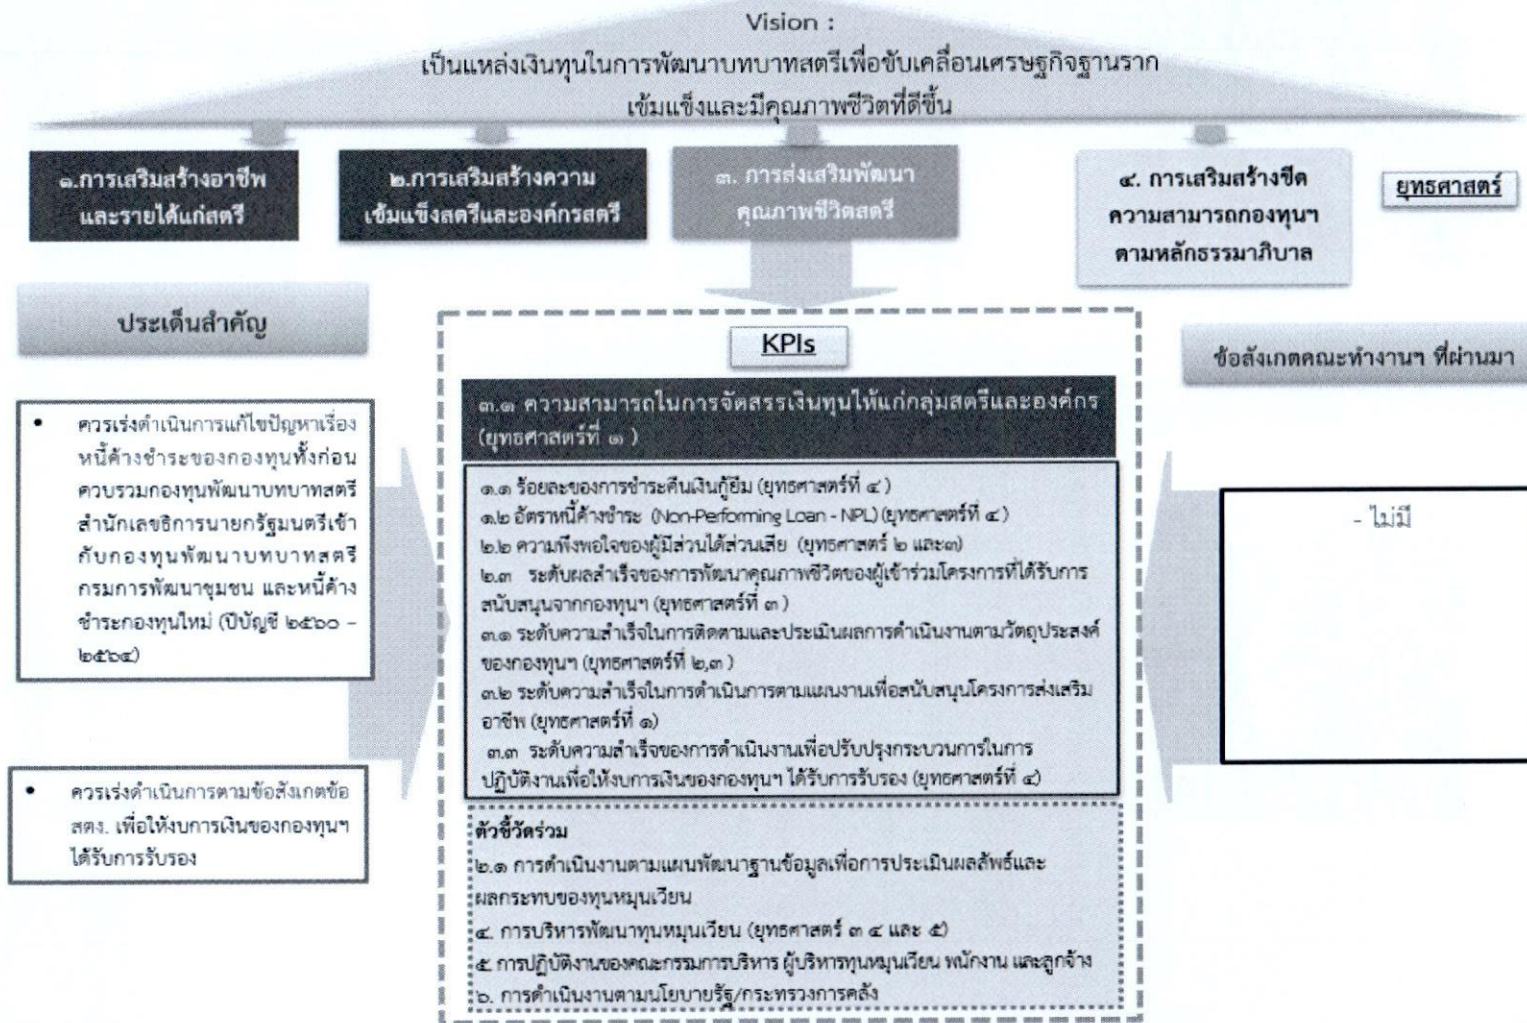 Vision :
เป็นแหล่งเงินทุนในการพัฒนาบทบาทสตรีเพื่อขับเคลื่อนเศรษฐกิจฐานราก
เข้มแข็งและมีคุณภาพชีวิตที่ดีขึ้น
๑.การเสริมสร้างอาชีพ
และรายได้แก่สตรี
๒.การเสริมสร้างความ
เข้มแข็งสตรีและองค์กรสตรี
๓. การส่งเสริมพัฒนา
คุณภาพชีวิตสตรี
๔. การเสริมสร้างขีด
ความสามารถกองทุนฯ
ตามหลักธรรมาภิบาล
ยุทธศาสตร์
ประเด็นสำคัญ
• ควรเร่งดำเนินการแก้ไขปัญหาเรื่อง
หนี้ค้างชำระของกองทุนทั้งก่อน
ควบรวมกองทุนพัฒนาบทบาทสตรี
สำนักเลขธิการนายกรัฐมนตรีเข้า
กับกองทุนพัฒนาบทบาทสตรี
กรมการพัฒนาชุมชน และหนี้ค้าง
ชำระกองทุนใหม่ (ปีบัญชี ๒๕๖๐ –
๒๕๖๔)
• ควรเร่งดำเนินการตามข้อสังเกตข้อ
สตง. เพื่อให้งบการเงินของกองทุนฯ
ได้รับการรับรอง
KPIs
๓.๑ ความสามารถในการจัดสรรเงินทุนให้แก่กลุ่มสตรีและองค์กร
(ยุทธศาสตร์ที่ ๑ )
๑.๑ ร้อยละของการชำระคืนเงินกู้ยืม (ยุทธศาสตร์ที่ ๔ )
๑.๒ อัตราหนี้ค้างชำระ (Non-Performing Loan - NPL) (ยุทธศาสตร์ที่ ๔ )
๒.๒ ความพึงพอใจของผู้มีส่วนได้ส่วนเสีย (ยุทธศาสตร์ ๒ และ๓)
๒.๓ ระดับผลสำเร็จของการพัฒนาคุณภาพชีวิตของผู้เข้าร่วมโครงการที่ได้รับการ
สนับสนุนจากกองทุนฯ (ยุทธศาสตร์ที่ ๓ )
๓.๑ ระดับความสำเร็จในการติดตามและประเมินผลการดำเนินงานตามวัตถุประสงค์
ของกองทุนฯ (ยุทธศาสตร์ที่ ๒,๓ )
๓.๒ ระดับความสำเร็จในการดำเนินการตามแผนงานเพื่อสนับสนุนโครงการส่งเสริม
อาชีพ (ยุทธศาสตร์ที่ ๑)
๓.๓ ระดับความสำเร็จของการดำเนินงานเพื่อปรับปรุงกระบวนการในการ
ปฏิบัติงานเพื่อให้งบการเงินของกองทุนฯ ได้รับการรับรอง (ยุทธศาสตร์ที่ ๔)
ตัวชี้วัดร่วม
๒.๑ การดำเนินงานตามแผนพัฒนาฐานข้อมูลเพื่อการประเมินผลลัพธ์และ
ผลกระทบของทุนหมุนเวียน
๔. การบริหารพัฒนาทุนหมุนเวียน (ยุทธศาสตร์ ๓ ๔ และ ๕)
๕. การปฏิบัติงานของคณะกรรมการบริหาร ผู้บริหารทุนหมุนเวียน พนักงาน และลูกจ้าง
๖. การดำเนินงานตามนโยบายรัฐ/กระทรวงการคลัง
ข้อสังเกตคณะทำงานฯ ที่ผ่านมา
- ไม่มี